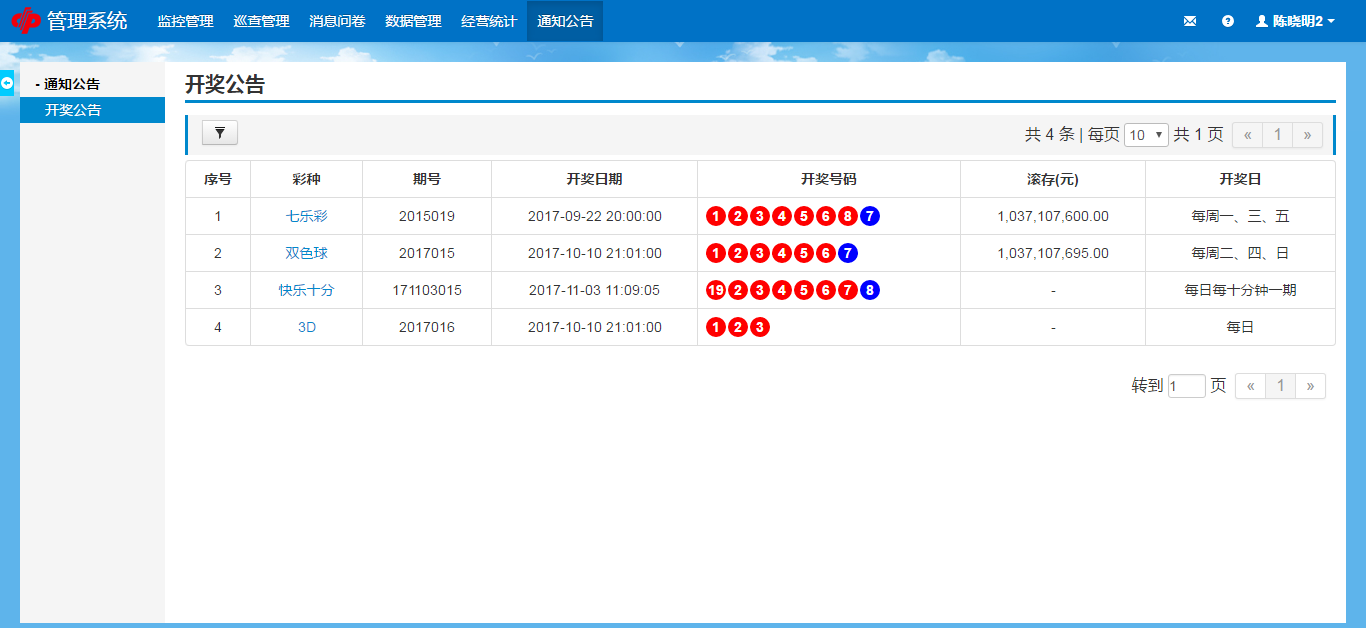 管理系统 监控管理 巡查管理 消息问卷 数据管理 经营统计 通知公告 陈晓明2
- 通知公告
开奖公告
开奖公告
共 4 条 | 每页 10 共 1 页 « 1 »
序号 彩种 期号 开奖日期 开奖号码 滚存(元) 开奖日
1 七乐彩 2015019 2017-09-22 20:00:00 1 2 3 4 5 6 8 7 1,037,107,600.00 每周一、三、五
2 双色球 2017015 2017-10-10 21:01:00 1 2 3 4 5 6 7 1,037,107,695.00 每周二、四、日
3 快乐十分 171103015 2017-11-03 11:09:05 19 2 3 4 5 6 7 8 - 每日每十分钟一期
4 3D 2017016 2017-10-10 21:01:00 1 2 3 - 每日
转到 1 页 « 1 »